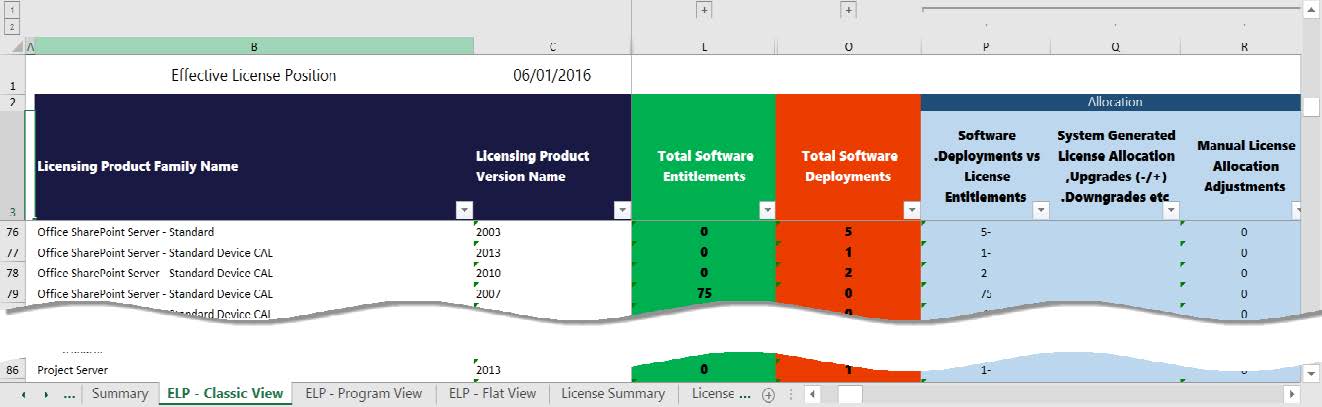 1
2
+ +
A B C L O P Q R
1 Effective License Position 06/01/2016
2 Allocation
3 Licensing Product Family Name Licensing Product Version Name Total Software Entitlements Total Software Deployments Software .Deployments vs License Entitlements System Generated License Allocation ,Upgrades (-/+) .Downgrades etc Manual License Allocation Adjustments
76 Office SharePoint Server - Standard 2003 0 5 5- 0
77 Office SharePoint Server - Standard Device CAL 2013 0 1 1- 0
78 Office SharePoint Server - Standard Device CAL 2010 0 2 2 0
79 Office SharePoint Server - Standard Device CAL 2007 75 0 75 0
Device CAL 0
86 Project Server 2013 0 1 1- 0
... Summary ELP - Classic View ELP - Program View ELP - Flat View License Summary License ...